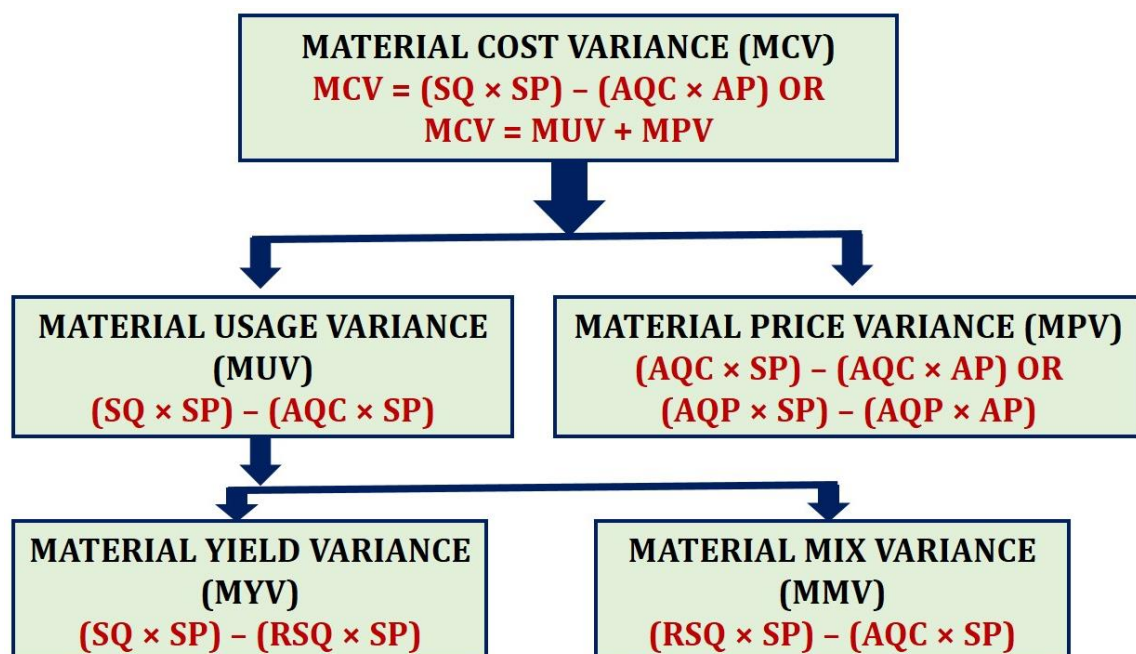 MATERIAL COST VARIANCE (MCV)
MCV = (SQ × SP) – (AQC × AP) OR
MCV = MUV + MPV
MATERIAL USAGE VARIANCE
(MUV)
(SQ × SP) – (AQC × SP)
MATERIAL PRICE VARIANCE (MPV)
(AQC × SP) – (AQC × AP) OR
(AQP × SP) – (AQP × AP)
MATERIAL YIELD VARIANCE
(MYV)
(SQ × SP) – (RSQ × SP)
MATERIAL MIX VARIANCE
(MMV)
(RSQ × SP) – (AQC × SP)